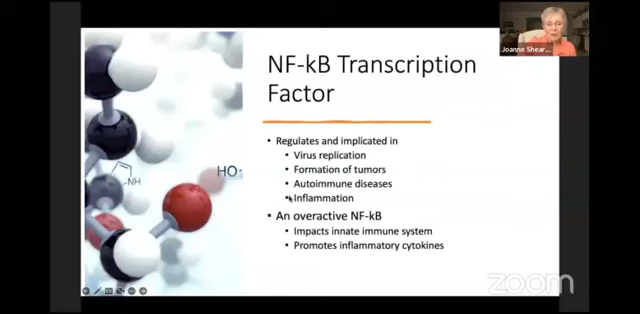 NF-kB Transcription
Factor
Joanne Shear...
Regulates and implicated in
Virus replication
Formation of tumors
Autoimmune diseases
Inflammation
An overactive NF-kB
Impacts innate immune system
Promotes inflammatory cytokines
NH
HO-
zoom